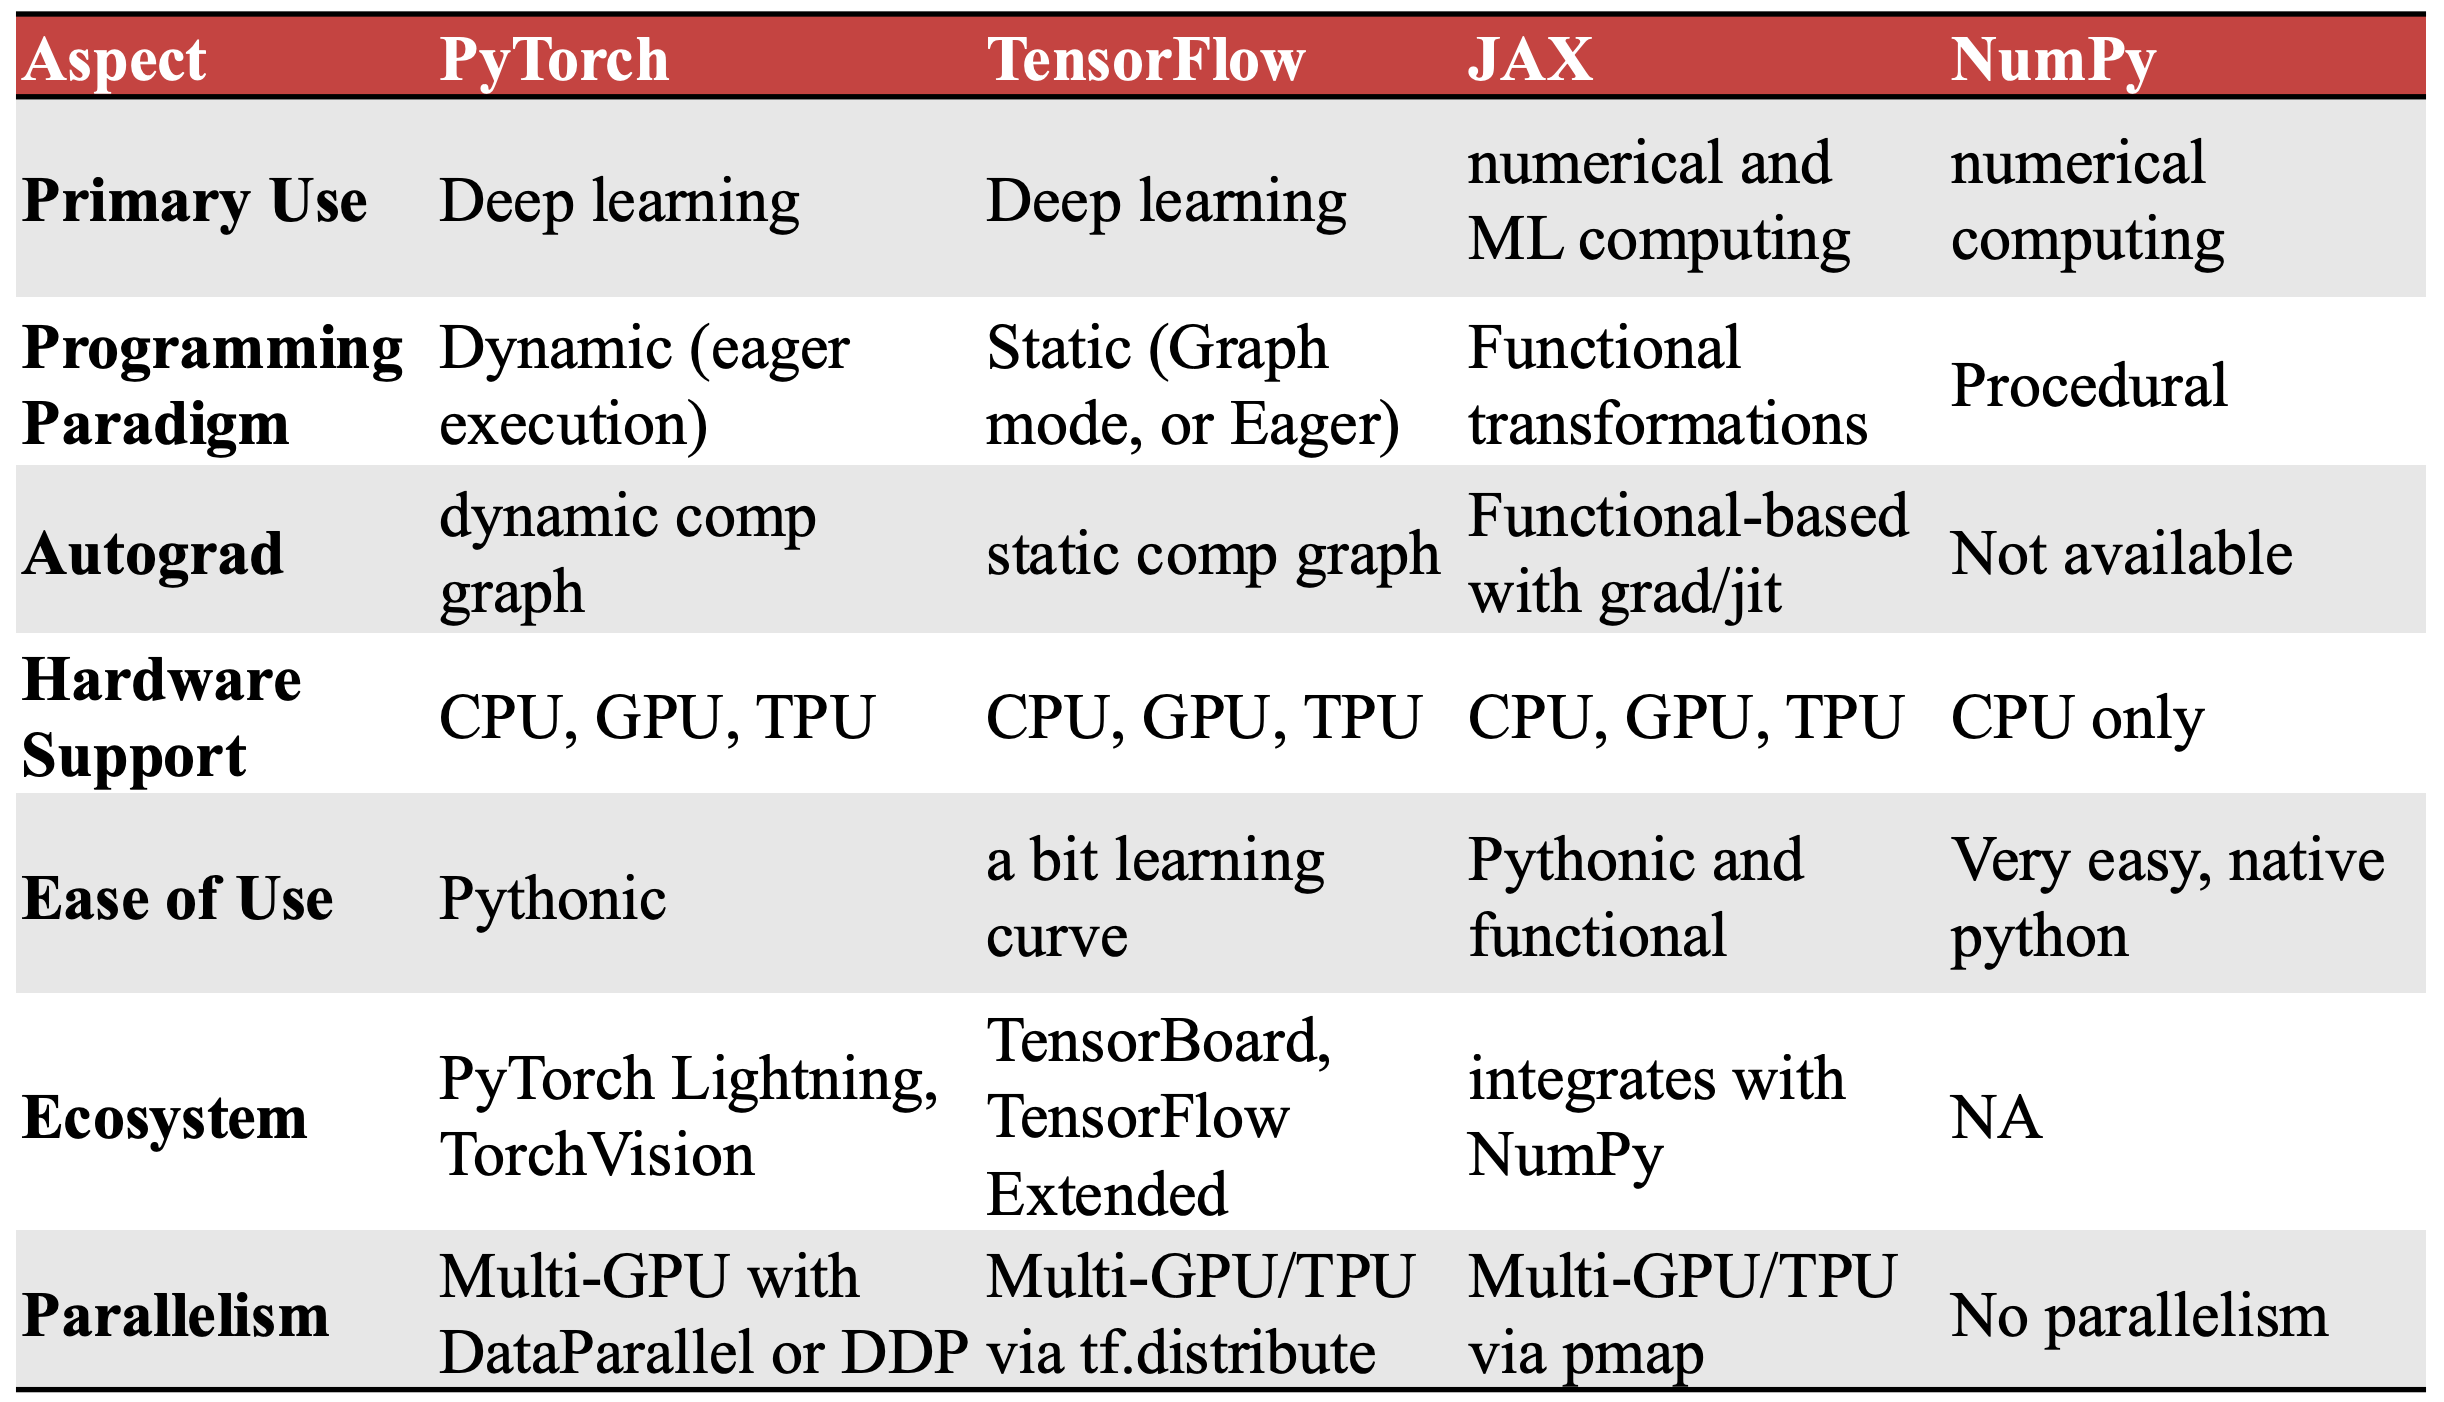 Aspect PyTorch TensorFlow JAX NumPy
Primary Use Deep learning Deep learning numerical and ML computing numerical computing
Programming Paradigm Dynamic (eager execution) Static (Graph mode, or Eager) Functional transformations Procedural
Autograd dynamic comp graph static comp graph Functional-based with grad/jit Not available
Hardware Support CPU, GPU, TPU CPU, GPU, TPU CPU, GPU, TPU CPU only
Ease of Use Pythonic a bit learning curve Pythonic and functional Very easy, native python
Ecosystem PyTorch Lightning, TorchVision TensorBoard, TensorFlow Extended integrates with NumPy NA
Parallelism Multi-GPU with DataParallel or DDP Multi-GPU/TPU via tf.distribute Multi-GPU/TPU via pmap No parallelism